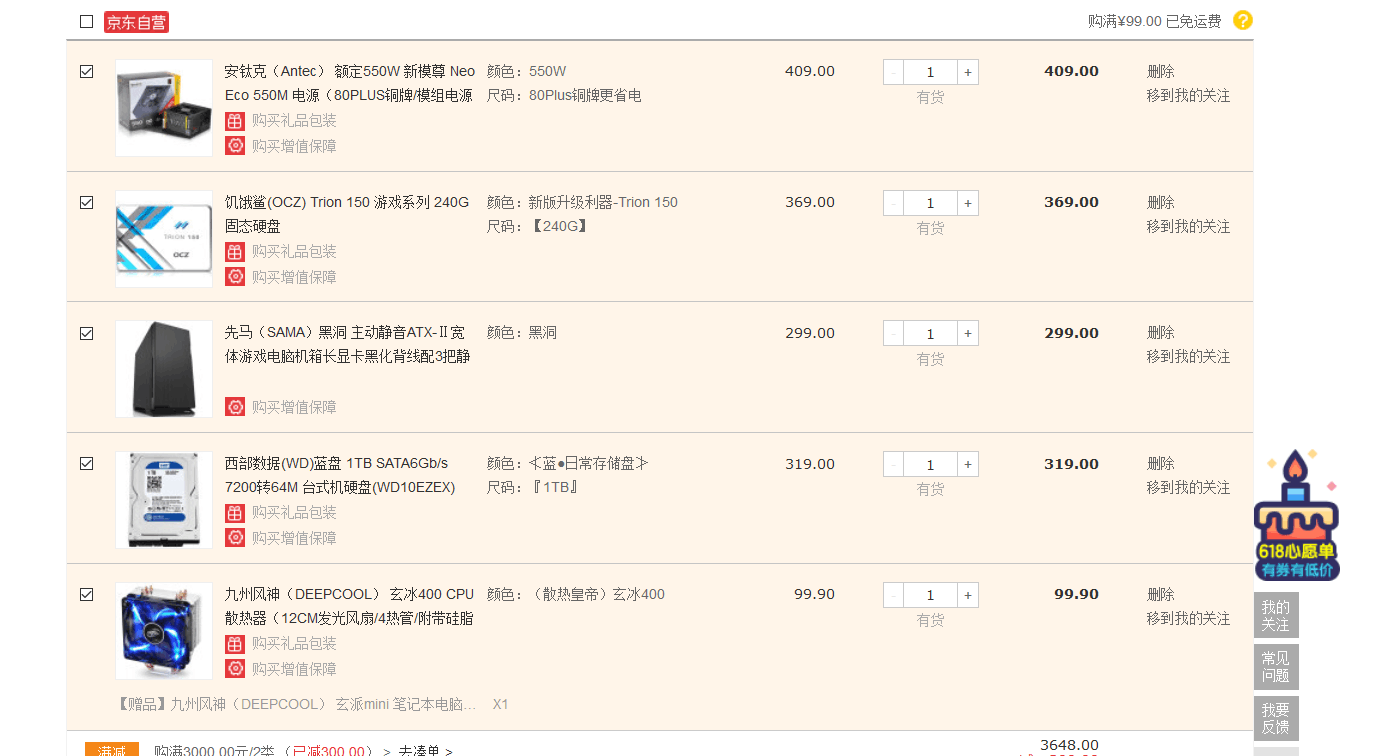 京东自营 购满¥99.00 已免运费 ?
安钛克（Antec） 额定550W 新模尊 Neo 颜色：550W 409.00 - 1 + 409.00 删除
Eco 550M 电源（80PLUS铜牌/模组电源 尺码：80Plus铜牌更省电 有货 移到我的关注
购买礼品包装
购买增值保障
饥饿鲨(OCZ) Trion 150 游戏系列 240G 颜色：新版升级利器-Trion 150 369.00 - 1 + 369.00 删除
固态硬盘 尺码：【240G】 有货 移到我的关注
TRION 150
OCZ
购买礼品包装
购买增值保障
先马（SAMA）黑洞 主动静音ATX-Ⅱ宽 颜色：黑洞 299.00 - 1 + 299.00 删除
体游戏电脑机箱长显卡黑化背线配3把静 有货 移到我的关注
购买增值保障
西部数据(WD)蓝盘 1TB SATA6Gb/s 颜色：≮蓝●日常存储盘≯ 319.00 - 1 + 319.00 删除
7200转64M 台式机硬盘(WD10EZEX) 尺码：『1TB』 有货 移到我的关注
购买礼品包装
购买增值保障
618心愿单
有券有低价
九州风神（DEEPCOOL） 玄冰400 CPU 颜色：（散热皇帝）玄冰400 99.90 - 1 + 99.90 删除
散热器（12CM发光风扇/4热管/附带硅脂 有货 移到我的关注
购买礼品包装
购买增值保障
【赠品】九州风神（DEEPCOOL） 玄派mini 笔记本电脑... X1
我的
关注
常见
问题
我要
反馈
满减 购满3000.00元/2类 （已减300.00） > 去凑单 > 3648.00